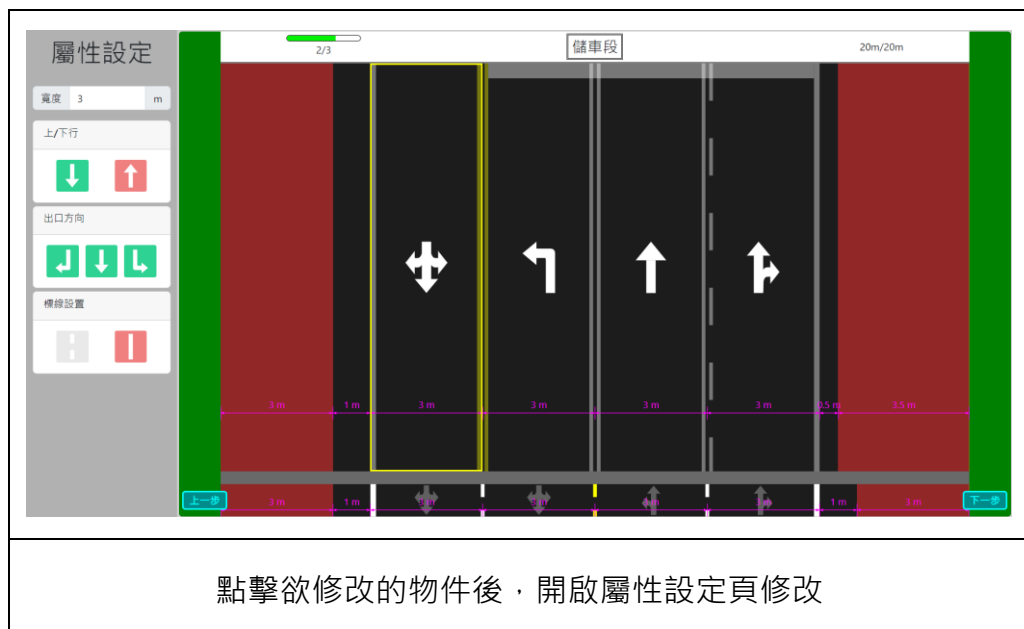 屬性設定
2/3
儲車段
20m/20m
寬度 3 m
上/下行
出口方向
標線設置
3 m 1 m 3 m 3 m 3 m 3 m 0.5 m 3.5 m
上一步 3 m 1 m 1 m 3 m 下一步
點擊欲修改的物件後，開啟屬性設定頁修改